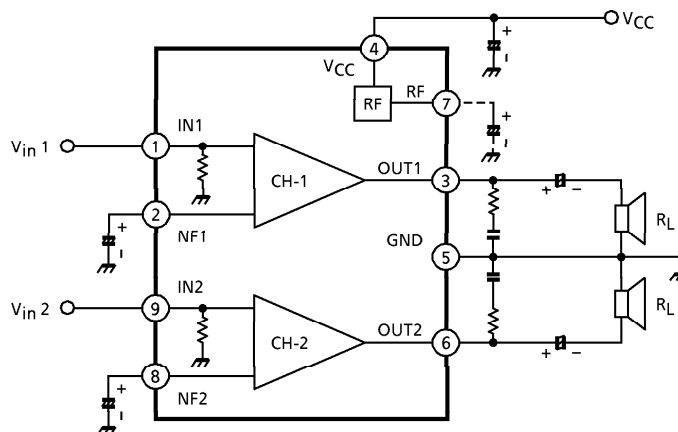 VCC
4
VCC
RF
RF
7
Vin 1
1
IN1
CH-1
OUT1
3
2
NF1
GND
5
RL
Vin 2
9
IN2
CH-2
OUT2
6
RL
8
NF2
+
+
+
+
+ −
+ −